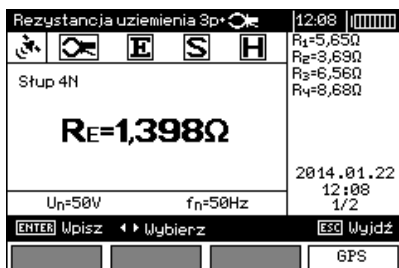 Rezystancja uziemienia 3p+ 12:08
E S H
R1=5,65Ω
R2=3,69Ω
R3=6,56Ω
R4=8,68Ω
Słup 4N
RE=1,398Ω
2014.01.22
12:08
Un=50V fn=50Hz 1/2
ENTER Wpisz Wybierz ESC Wyjdź
GPS